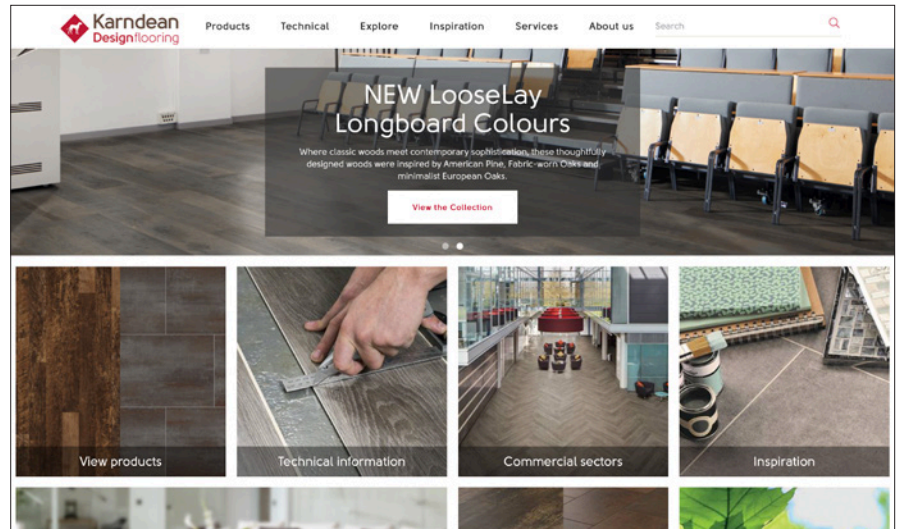 Karndean
Designflooring
Products Technical Explore Inspiration Services About us Search
NEW LooseLay
Longboard Colours
Where classic woods meet contemporary sophistication, these thoughtfully
designed woods were inspired by American Pine, Fabric-worn Oaks and
minimalist European Oaks.
View the Collection
View products
Technical information
Commercial sectors
Inspiration